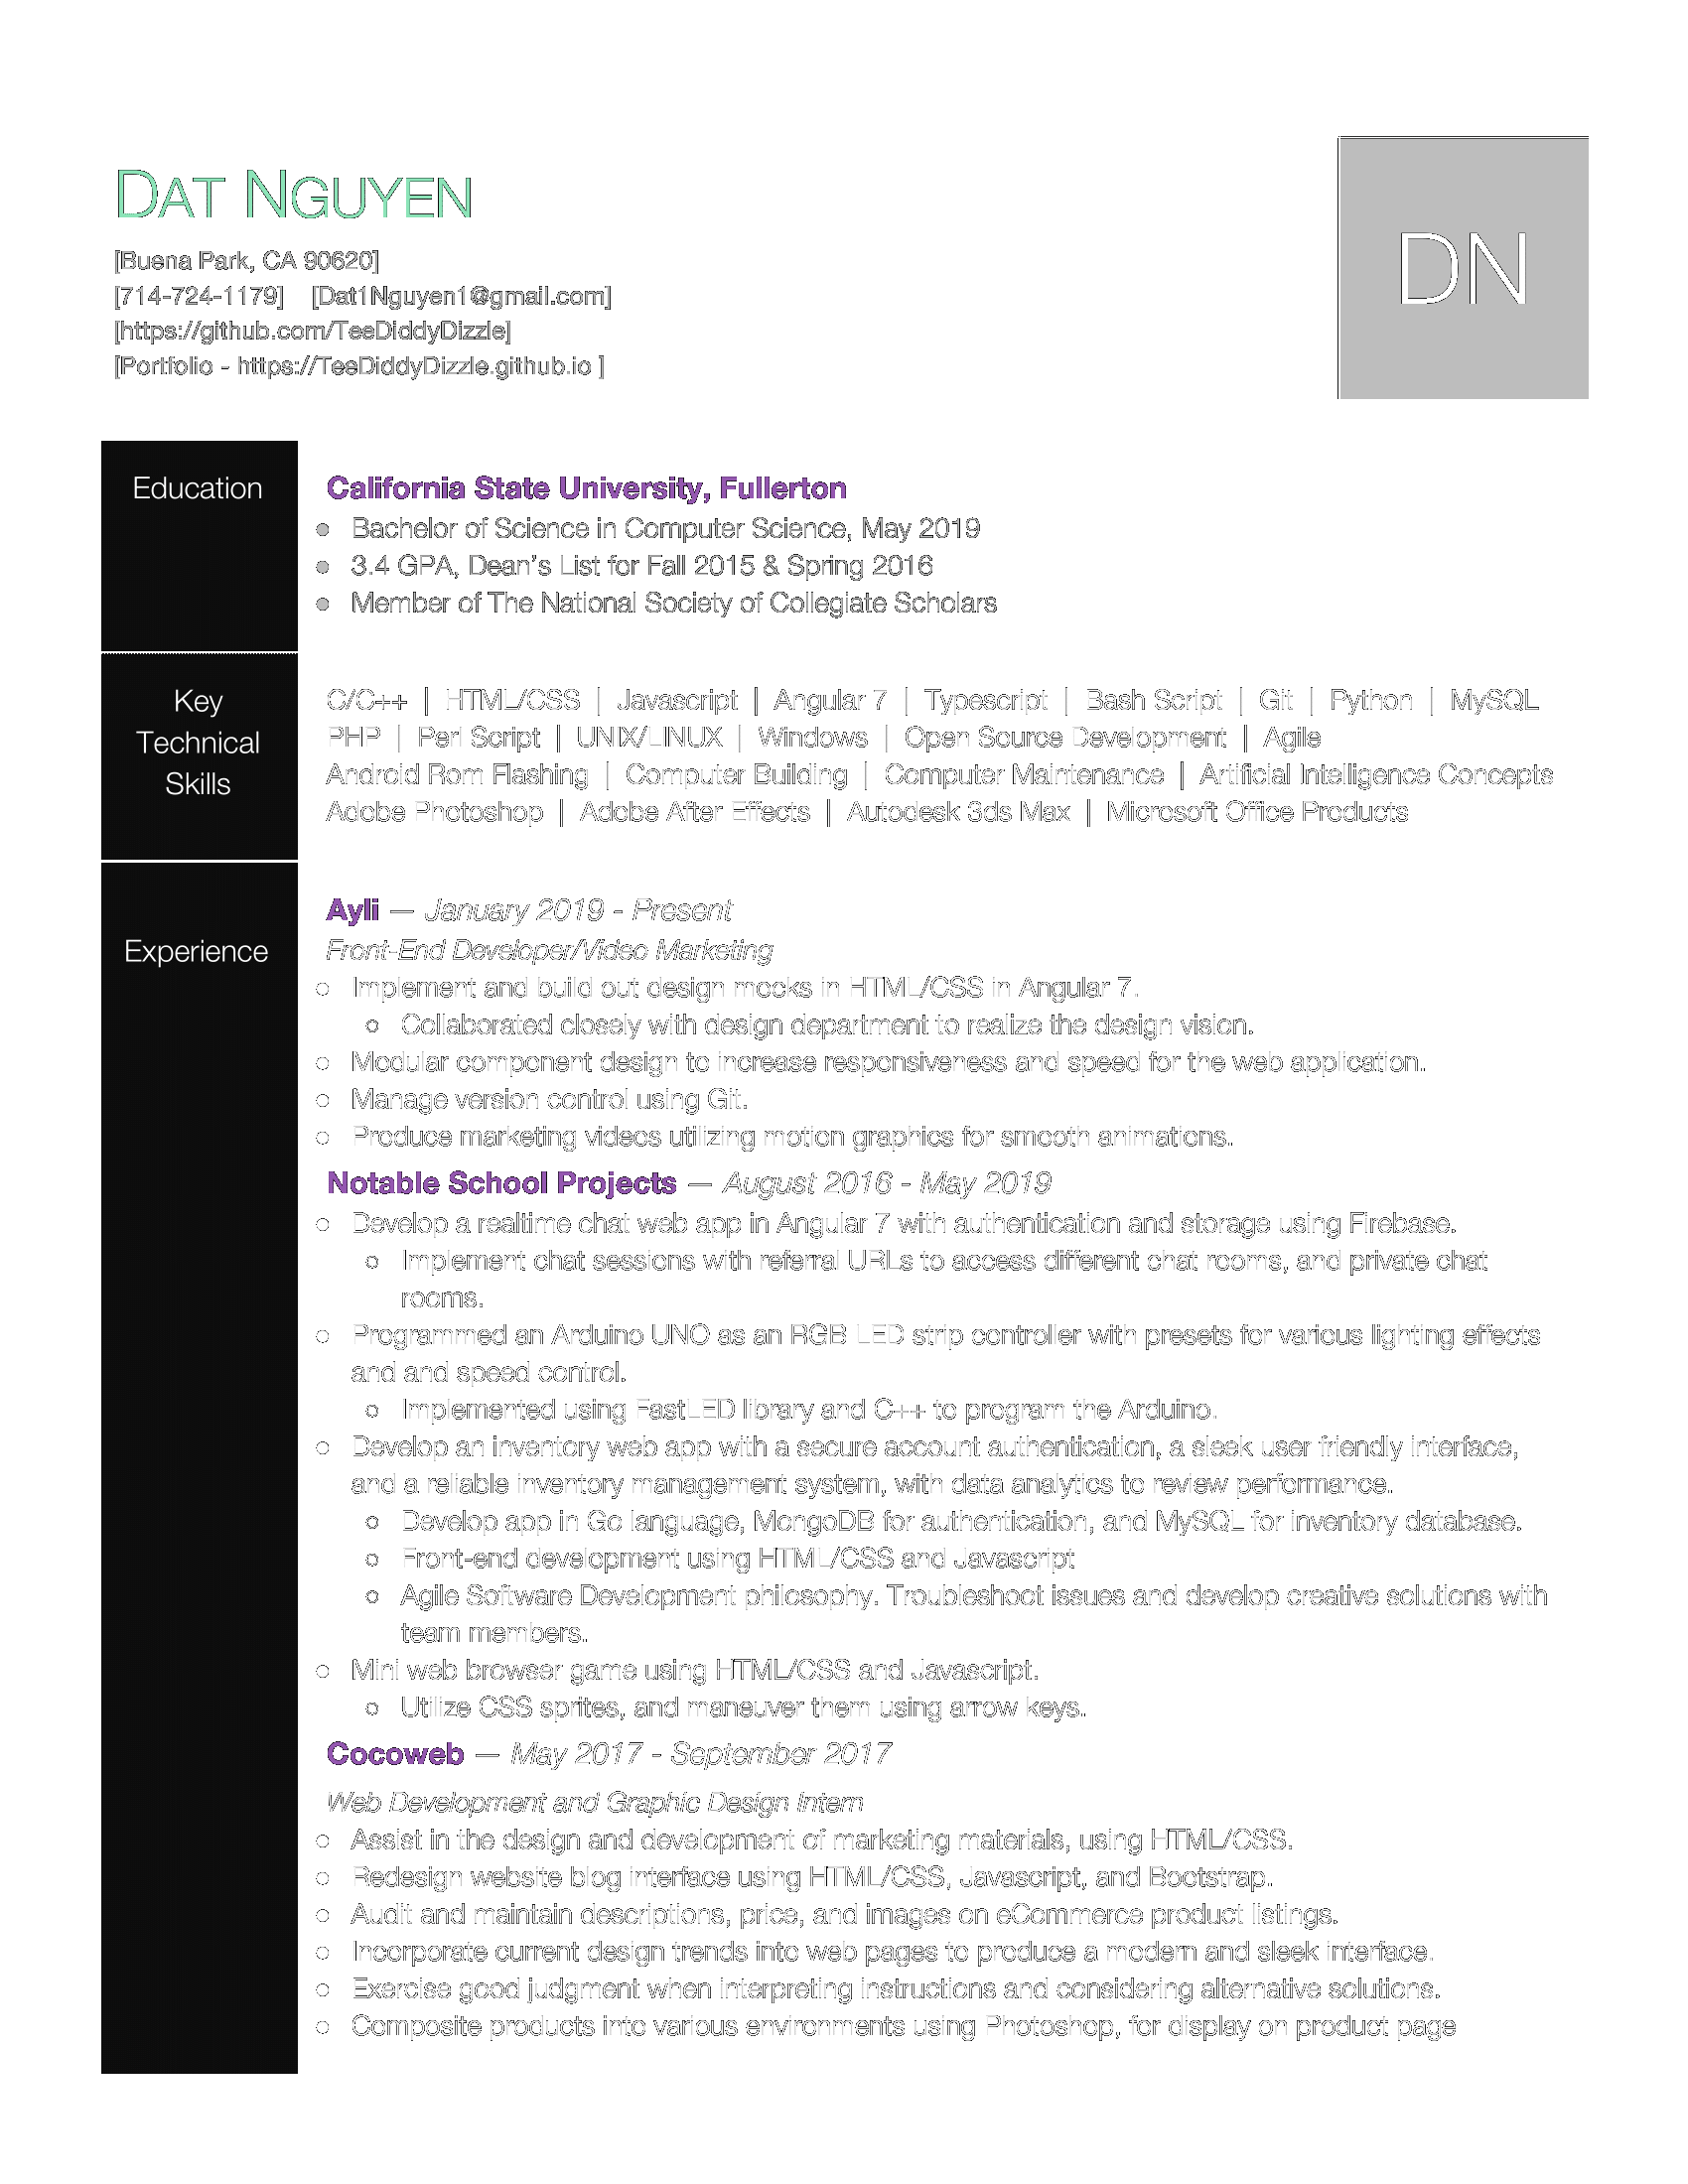 DAT NGUYEN
DN
[Buena Park, CA 90620]
[714-724-1179] [Dat1Nguyen1@gmail.com]
[https://github.com/TeeDiddyDizzle]
[Portfolio - https://TeeDiddyDizzle.github.io ]
Education
California State University, Fullerton
● Bachelor of Science in Computer Science, May 2019
● 3.4 GPA, Dean’s List for Fall 2015 & Spring 2016
● Member of The National Society of Collegiate Scholars
Key
Technical
Skills
C/C++ | HTML/CSS | Javascript | Angular 7 | Typescript | Bash Script | Git | Python | MySQL
PHP | Perl Script | UNIX/LINUX | Windows | Open Source Development | Agile
Android Rom Flashing | Computer Building | Computer Maintenance | Artificial Intelligence Concepts
Adobe Photoshop | Adobe After Effects | Autodesk 3ds Max | Microsoft Office Products
Experience
Ayli — January 2019 - Present
Front-End Developer/Video Marketing
○ Implement and build out design mocks in HTML/CSS in Angular 7.
○ Collaborated closely with design department to realize the design vision.
○ Modular component design to increase responsiveness and speed for the web application.
○ Manage version control using Git.
○ Produce marketing videos utilizing motion graphics for smooth animations.
Notable School Projects — August 2016 - May 2019
○ Develop a realtime chat web app in Angular 7 with authentication and storage using Firebase.
○ Implement chat sessions with referral URLs to access different chat rooms, and private chat
rooms.
○ Programmed an Arduino UNO as an RGB LED strip controller with presets for various lighting effects
and and speed control.
○ Implemented using FastLED library and C++ to program the Arduino.
○ Develop an inventory web app with a secure account authentication, a sleek user friendly interface,
and a reliable inventory management system, with data analytics to review performance.
○ Develop app in Go language, MongoDB for authentication, and MySQL for inventory database.
○ Front-end development using HTML/CSS and Javascript
○ Agile Software Development philosophy. Troubleshoot issues and develop creative solutions with
team members.
○ Mini web browser game using HTML/CSS and Javascript.
○ Utilize CSS sprites, and maneuver them using arrow keys.
Cocoweb — May 2017 - September 2017
Web Development and Graphic Design Intern
○ Assist in the design and development of marketing materials, using HTML/CSS.
○ Redesign website blog interface using HTML/CSS, Javascript, and Bootstrap.
○ Audit and maintain descriptions, price, and images on eCommerce product listings.
○ Incorporate current design trends into web pages to produce a modern and sleek interface.
○ Exercise good judgment when interpreting instructions and considering alternative solutions.
○ Composite products into various environments using Photoshop, for display on product page